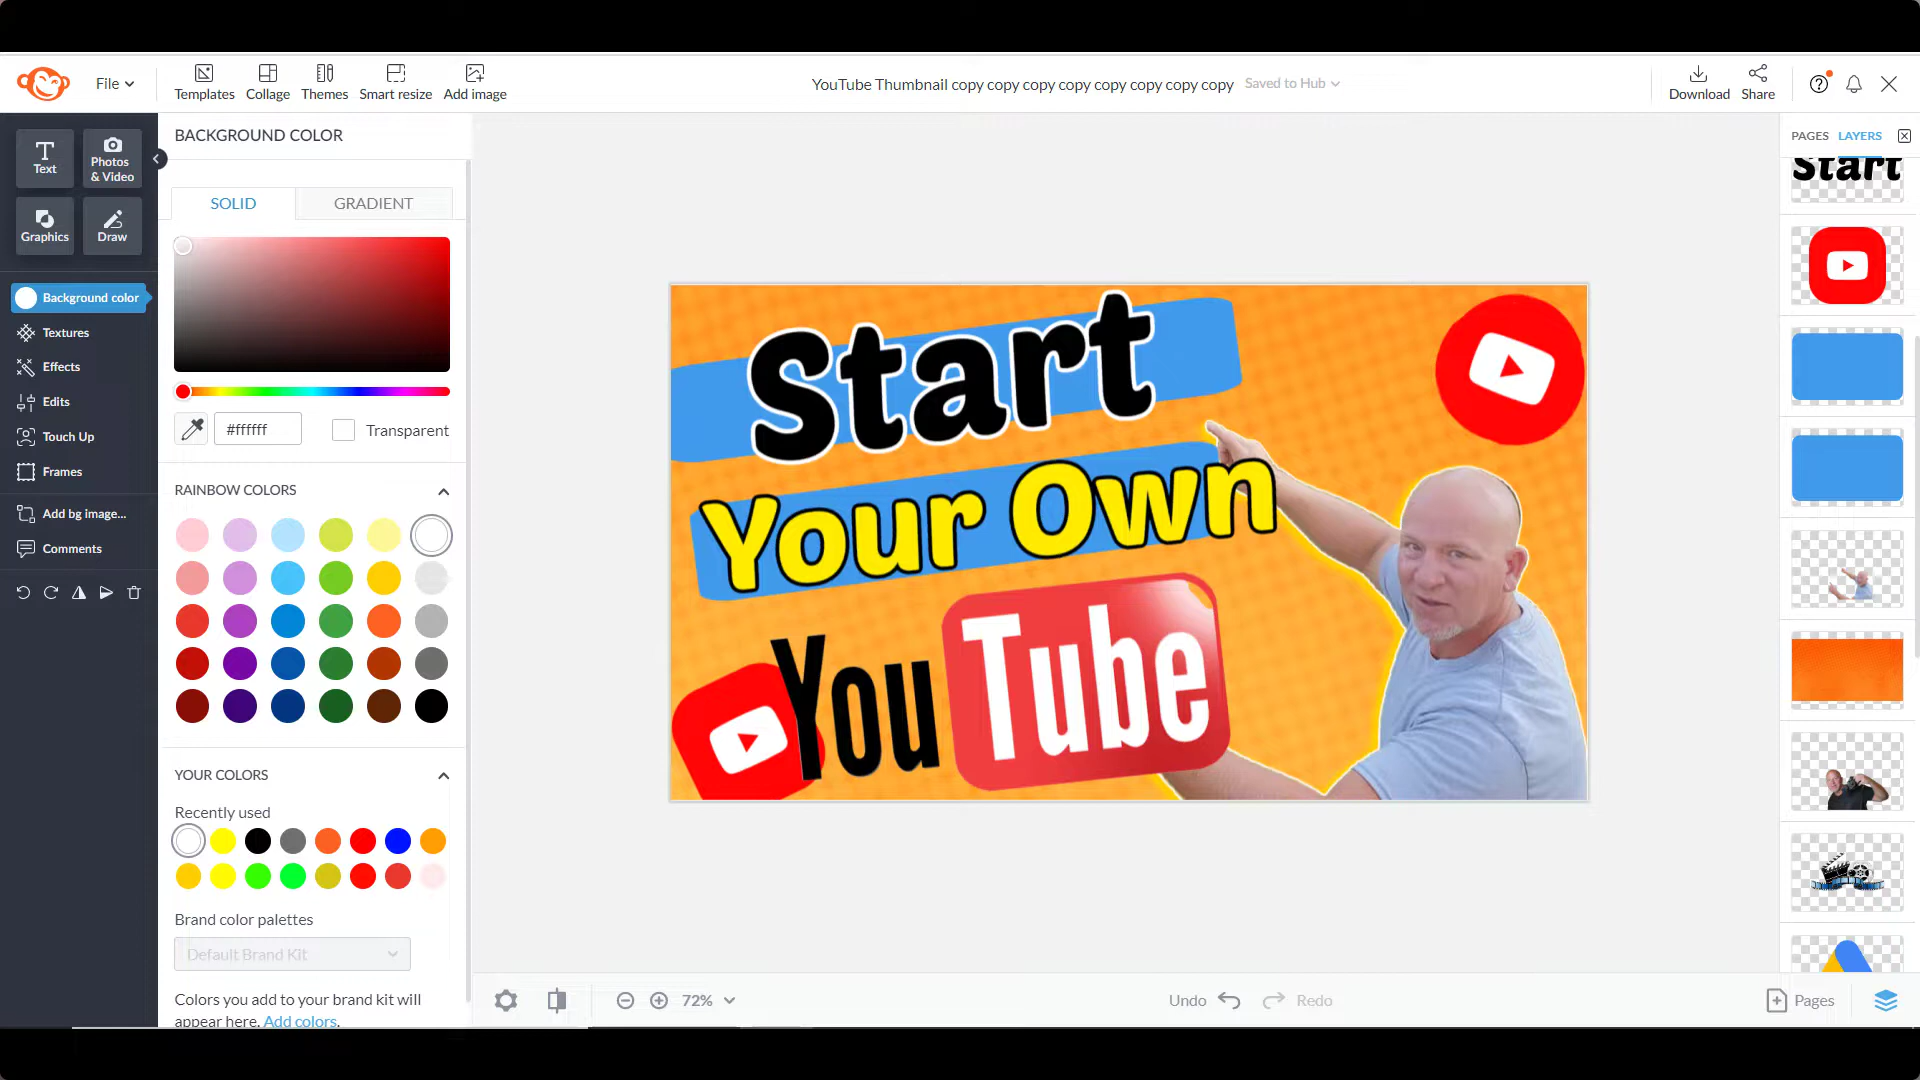 File
Templates
Collage
Themes
Smart resize
Add image
YouTube Thumbnail copy copy copy copy copy copy copy copy
Saved to Hub
Download
Share
Text
Photos
& Video
Graphics
Draw
Background color
Textures
Effects
Edits
Touch Up
Frames
Add bg image...
Comments
BACKGROUND COLOR
SOLID
GRADIENT
#ffffff
Transparent
RAINBOW COLORS
YOUR COLORS
Recently used
Brand color palettes
Default Brand Kit
Colors you add to your brand kit will
appear here. Add colors.
Start
Your Own
You Tube
PAGES
LAYERS
Start
72%
Undo
Redo
Pages